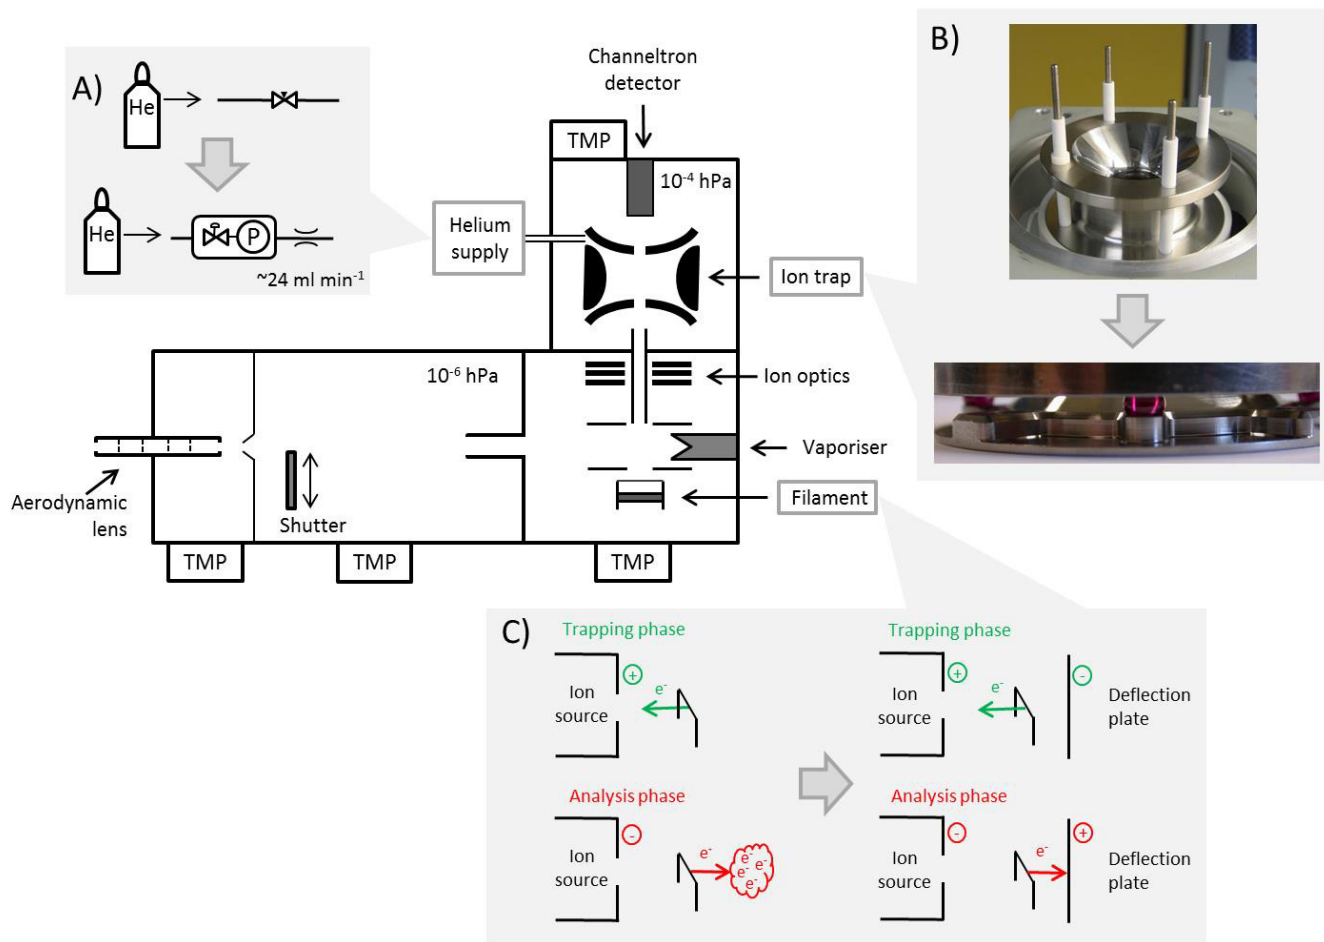 A)
He
He
P
~24 ml min⁻¹
Channeltron
detector
TMP
10⁻⁴ hPa
Helium
supply
Ion trap
B)
10⁻⁶ hPa
Ion optics
Vaporiser
Filament
Aerodynamic
lens
Shutter
TMP
TMP
TMP
C)
Trapping phase
+
Ion
source
e⁻
Trapping phase
+
-
Ion
source
e⁻
Deflection
plate
Analysis phase
-
Ion
source
e⁻
e⁻
e⁻
e⁻
e⁻
Analysis phase
-
+
Ion
source
e⁻
Deflection
plate